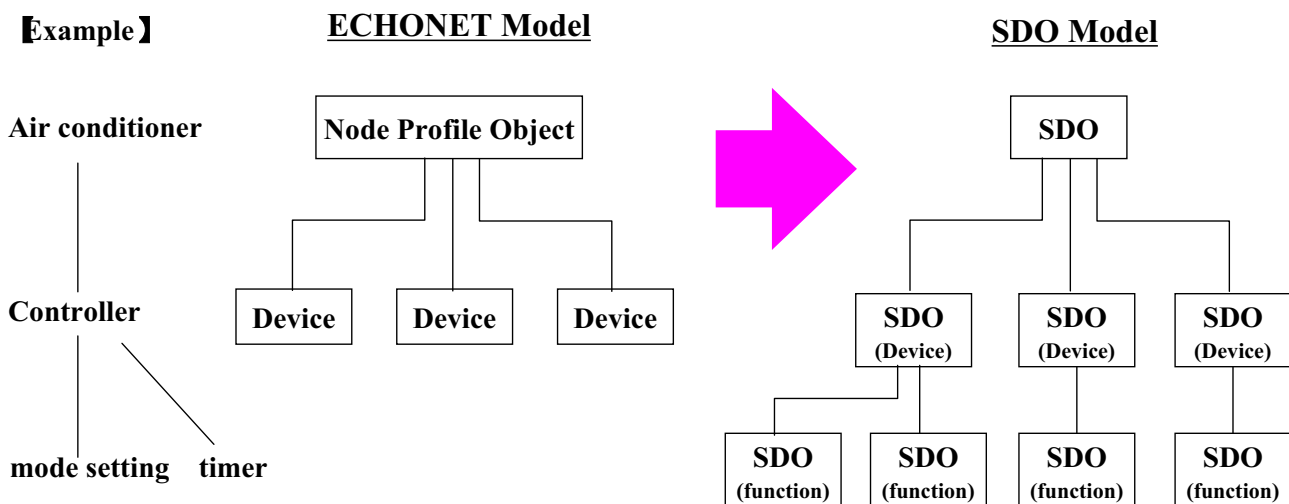 【Example】
ECHONET Model
SDO Model
Air conditioner
Node Profile Object
SDO
Controller
Device
Device
Device
SDO
(Device)
SDO
(Device)
SDO
(Device)
mode setting
timer
SDO
(function)
SDO
(function)
SDO
(function)
SDO
(function)